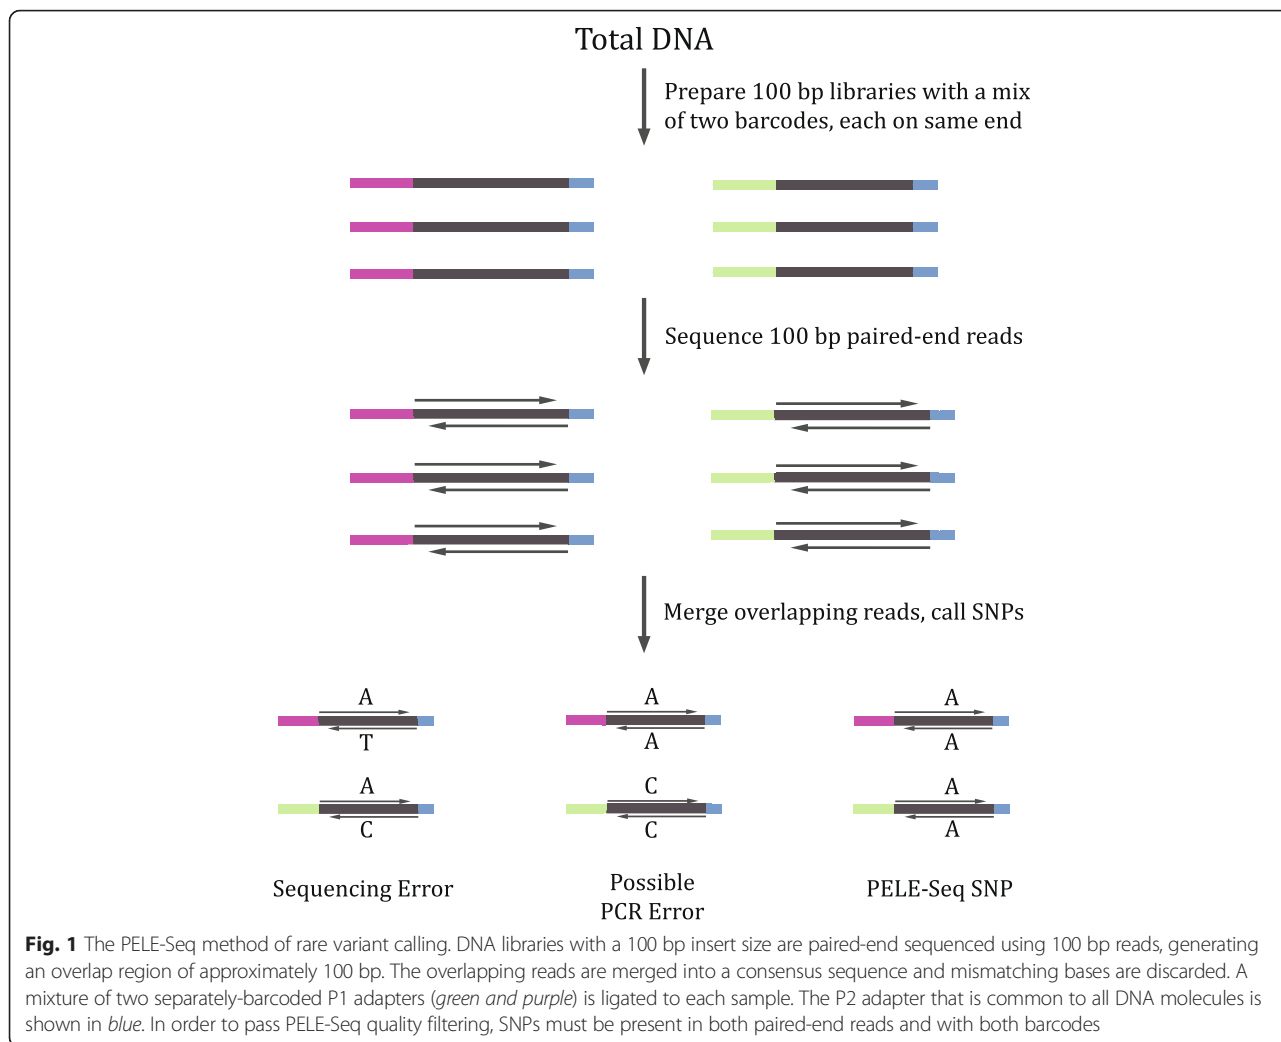 Total DNA
Prepare 100 bp libraries with a mix
of two barcodes, each on same end
Sequence 100 bp paired-end reads
Merge overlapping reads, call SNPs
A A A
T A A
A C A
C C A
Sequencing Error
Possible
PCR Error
PELE-Seq SNP
Fig. 1 The PELE-Seq method of rare variant calling. DNA libraries with a 100 bp insert size are paired-end sequenced using 100 bp reads, generating
an overlap region of approximately 100 bp. The overlapping reads are merged into a consensus sequence and mismatching bases are discarded. A
mixture of two separately-barcoded P1 adapters (green and purple) is ligated to each sample. The P2 adapter that is common to all DNA molecules is
shown in blue. In order to pass PELE-Seq quality filtering, SNPs must be present in both paired-end reads and with both barcodes